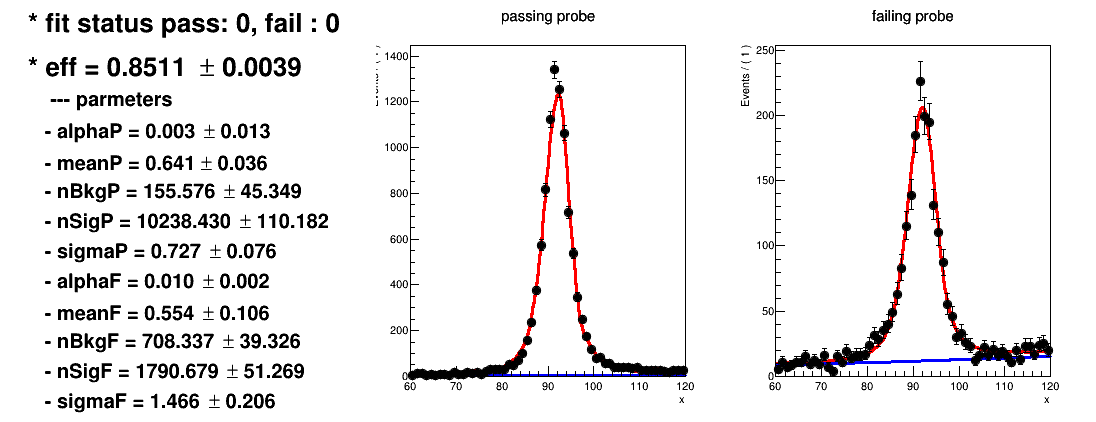 * fit status pass: 0, fail : 0
* eff = 0.8511 ± 0.0039
--- parmeters
- alphaP = 0.003 ± 0.013
- meanP = 0.641 ± 0.036
- nBkgP = 155.576 ± 45.349
- nSigP = 10238.430 ± 110.182
- sigmaP = 0.727 ± 0.076
- alphaF = 0.010 ± 0.002
- meanF = 0.554 ± 0.106
- nBkgF = 708.337 ± 39.326
- nSigF = 1790.679 ± 51.269
- sigmaF = 1.466 ± 0.206
passing probe
1400
1200
1000
800
600
400
200
0
60 70 80 90 100 110 120
x
failing probe
Events / ( 1 )
250
200
150
100
50
0
60 70 80 90 100 110 120
x